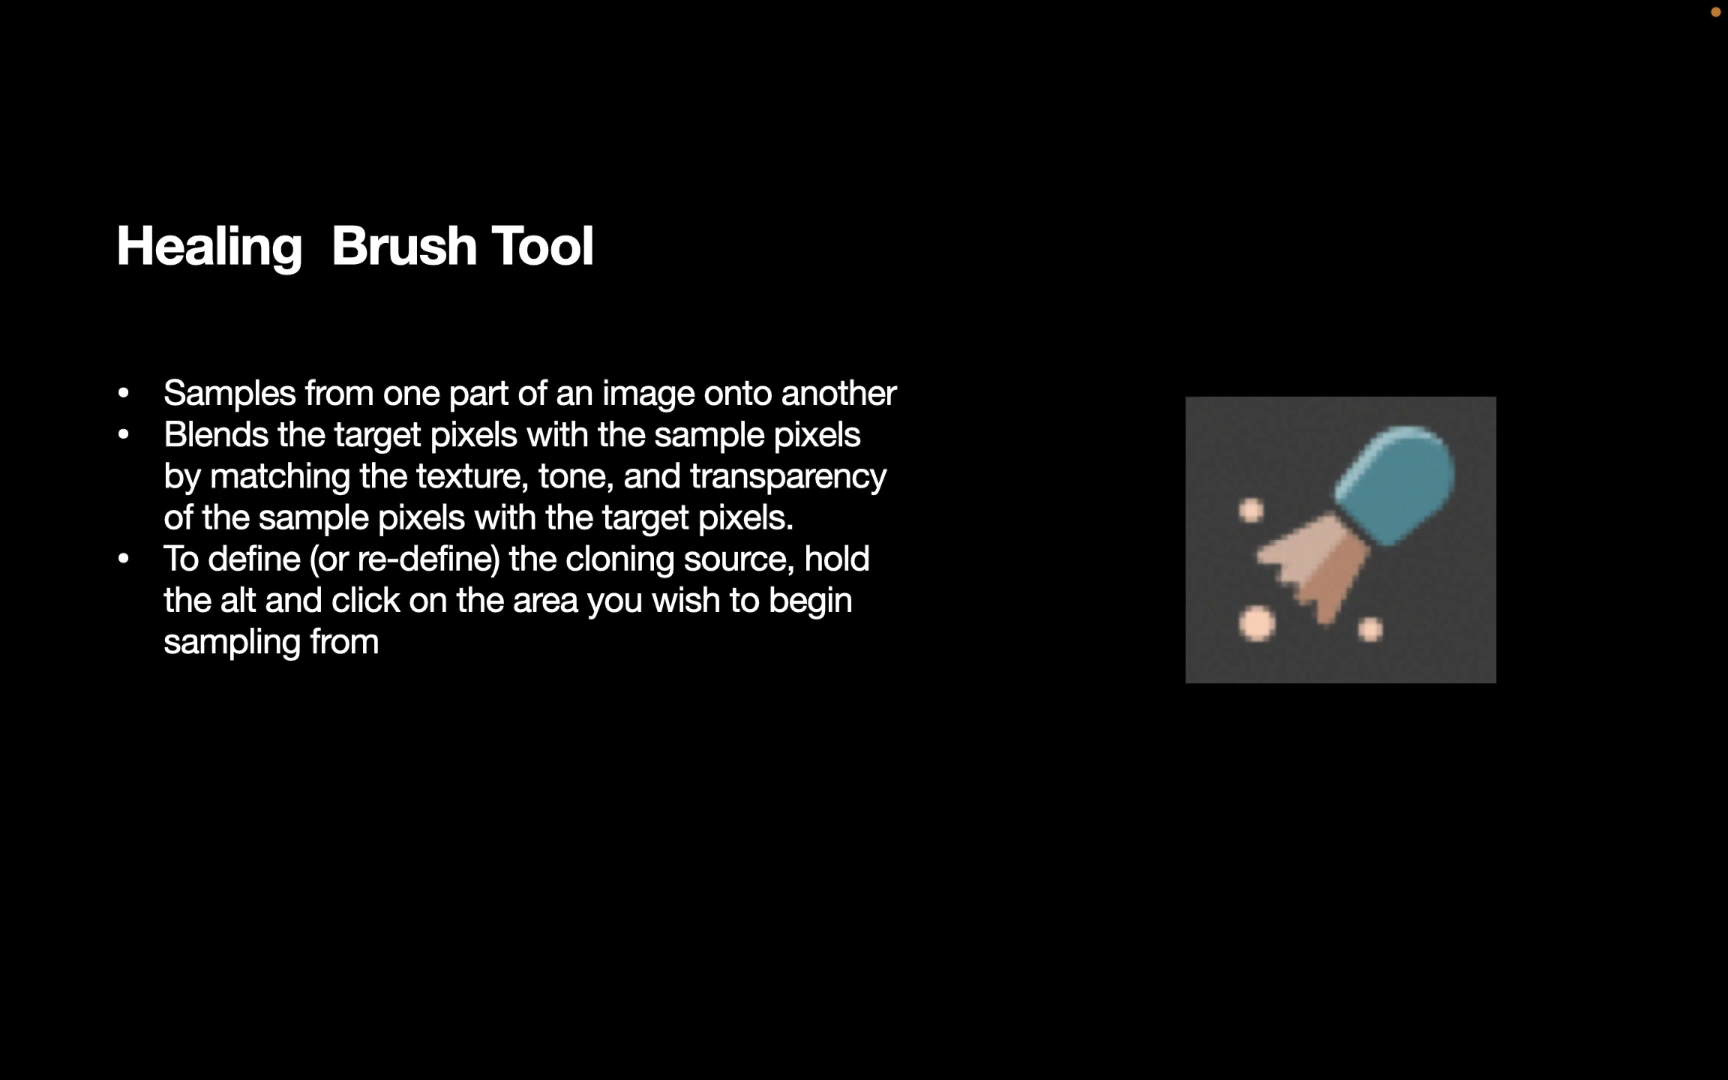 Healing  Brush Tool
• Samples from one part of an image onto another
• Blends the target pixels with the sample pixels
by matching the texture, tone, and transparency
of the sample pixels with the target pixels.
• To define (or re-define) the cloning source, hold
the alt and click on the area you wish to begin
sampling from